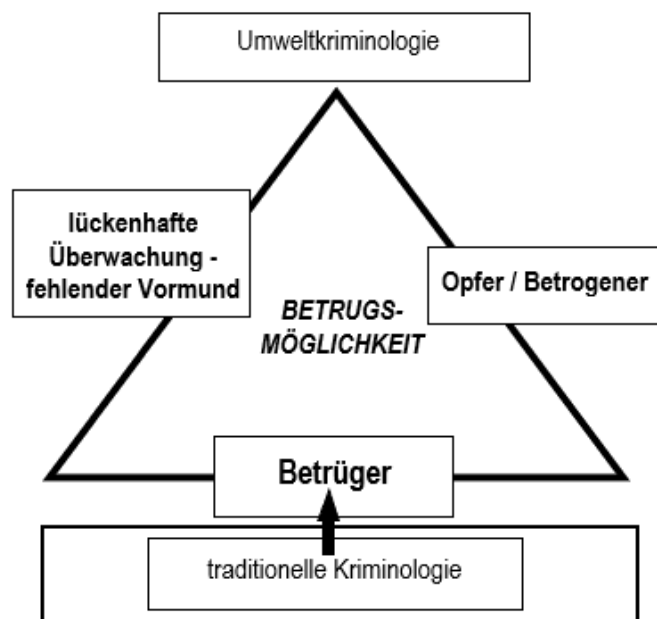 Umweltkriminologie
lückenhafte
Überwachung -
fehlender Vormund
Opfer / Betrogener
BETRUGS-
MÖGLICHKEIT
Betrüger
traditionelle Kriminologie